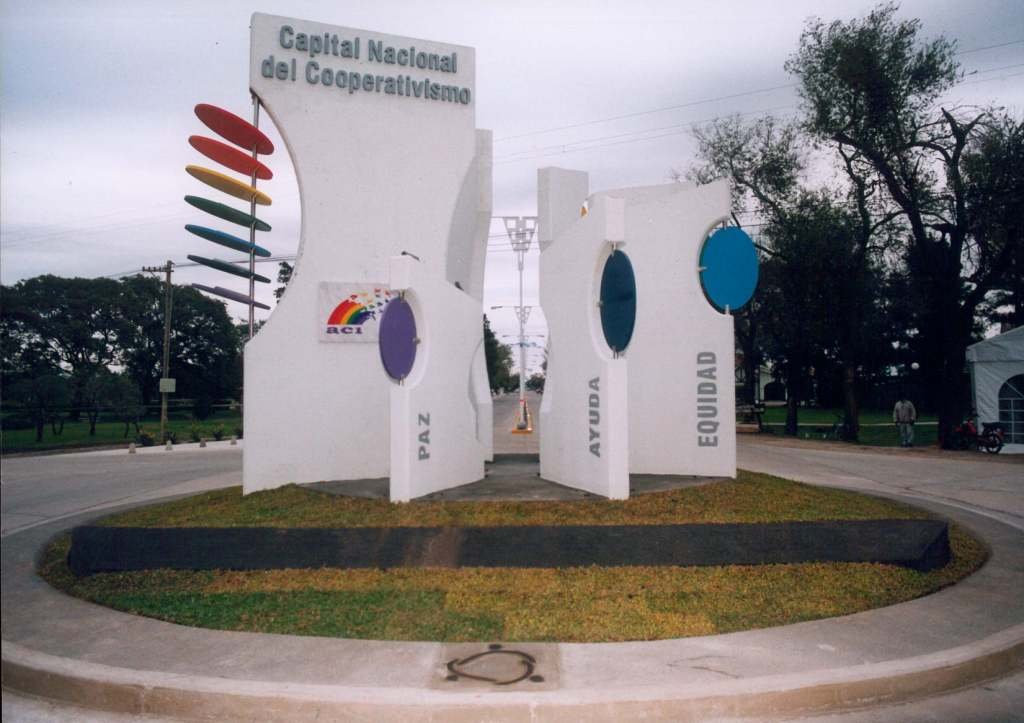 Capital Nacional
del Cooperativismo
aci
PAZ
AYUDA
EQUIDAD